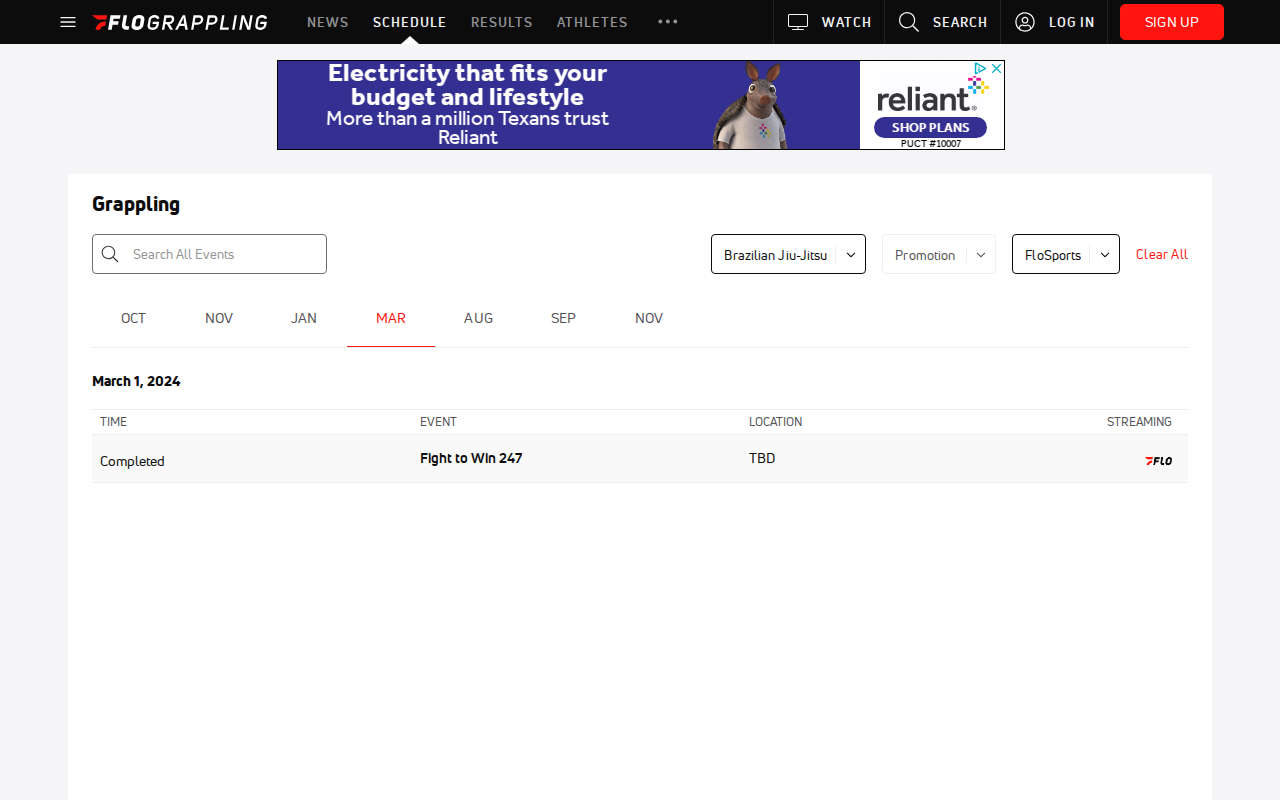 FLOGRAPPLING
NEWS
SCHEDULE
RESULTS
ATHLETES
WATCH
SEARCH
LOG IN
SIGN UP
Electricity that fits your
budget and lifestyle
More than a million Texans trust
Reliant
reliant®
SHOP PLANS
PUCT #10007
Grappling
Search All Events
Brazilian Jiu-Jitsu
Promotion
FloSports
Clear All
OCT
NOV
JAN
MAR
AUG
SEP
NOV
March 1, 2024
TIME
EVENT
LOCATION
STREAMING
Completed
Fight to Win 247
TBD
FLO